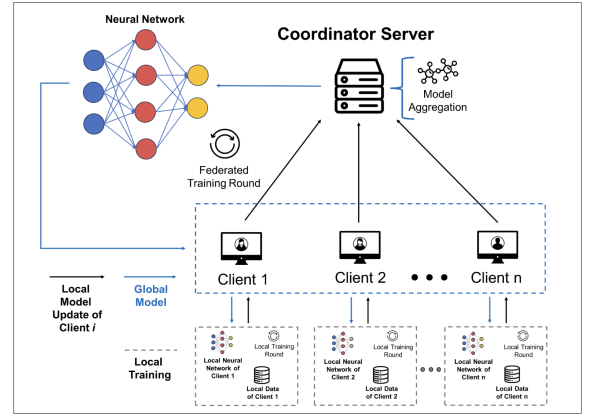 Neural Network
Coordinator Server
Model
Aggregation
Federated
Training Round
Client 1
Client 2
Client n
Local
Model
Update of
Client i
Global
Model
Local
Training
Local Neural
Network of
Client 1
Local Training
Round
Local Data
of Client 1
Local Neural
Network of
Client 2
Local Training
Round
Local Data
of Client 2
Local Neural
Network of
Client n
Local Training
Round
Local Data
of Client n